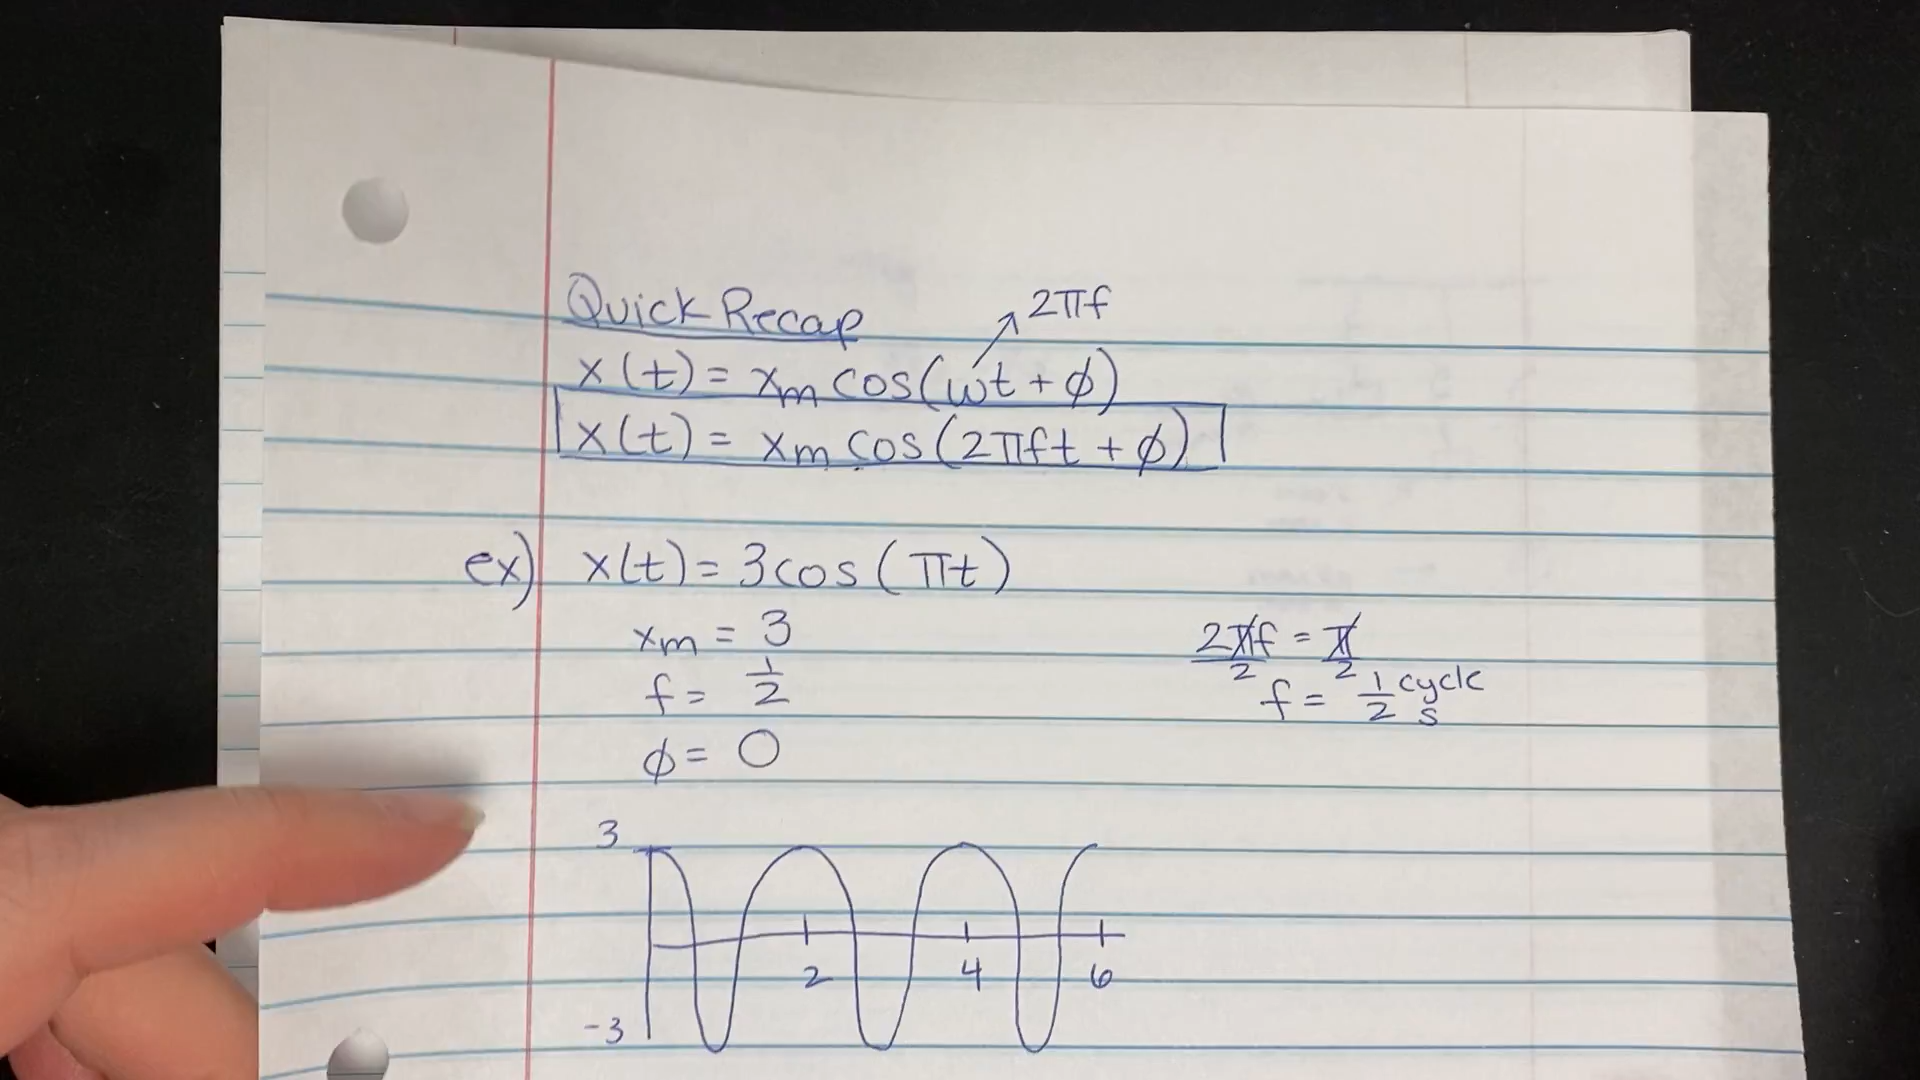 Quick Recap
2πf
x(t) = xm cos(ωt + φ)
x(t) = xm cos(2πft + φ)
ex) x(t) = 3cos(πt)
xm = 3
f = 1/2
φ = 0
2πf = π
2 2
f = 1/2 cycle/s
3
2 4 6
-3